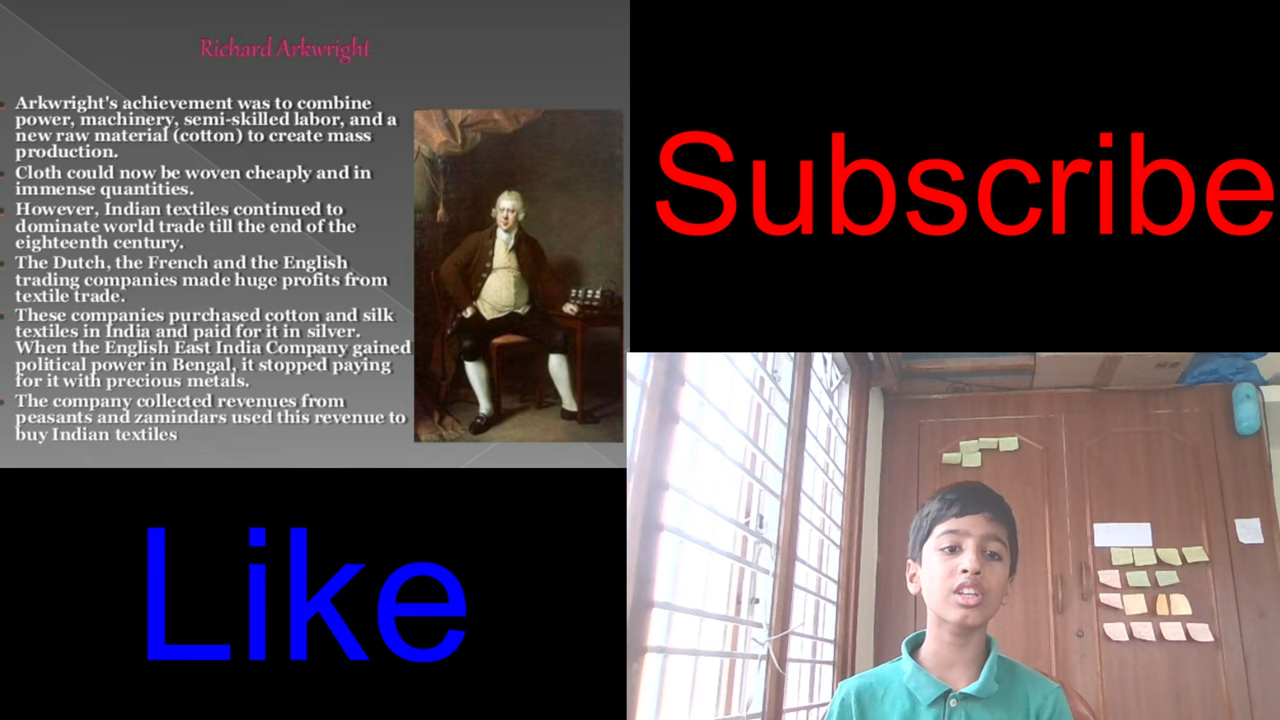 Richard Arkwright
Arkwright's achievement was to combine
power, machinery, semi-skilled labor, and a
new raw material (cotton) to create mass
production.
Cloth could now be woven cheaply and in
immense quantities.
However, Indian textiles continued to
dominate world trade till the end of the
eighteenth century.
The Dutch, the French and the English
trading companies made huge profits from
textile trade.
These companies purchased cotton and silk
textiles in India and paid for it in silver.
When the English East India Company gained
political power in Bengal, it stopped paying
for it with precious metals.
The company collected revenues from
peasants and zamindars used this revenue to
buy Indian textiles
Subscribe
Like